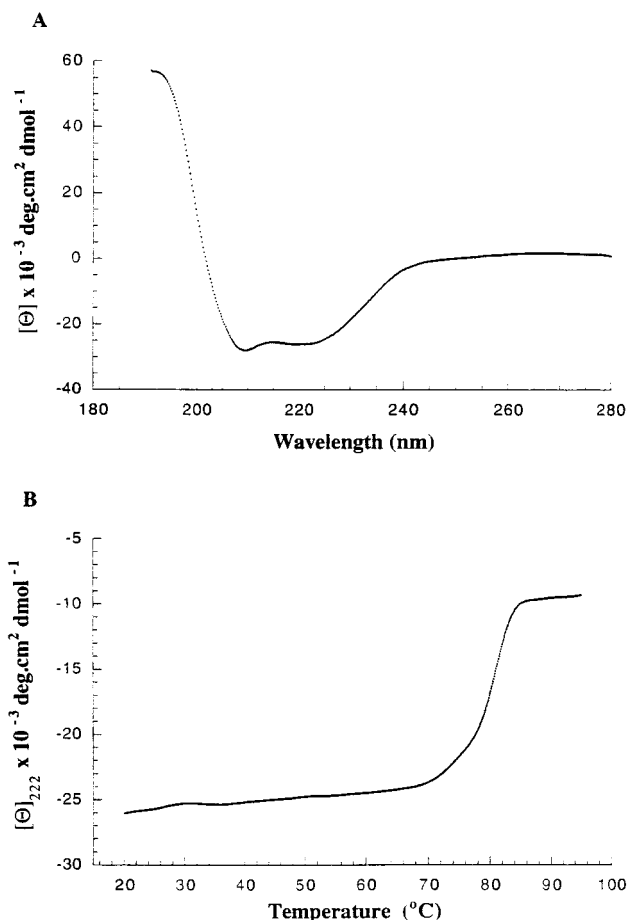 A
[Θ] x 10⁻³ deg.cm² dmol⁻¹
60
40
20
0
-20
-40
180 200 220 240 260 280
Wavelength (nm)
B
[Θ]₂₂₂ x 10⁻³ deg.cm² dmol⁻¹
-5
-10
-15
-20
-25
-30
20 30 40 50 60 70 80 90 100
Temperature (°C)